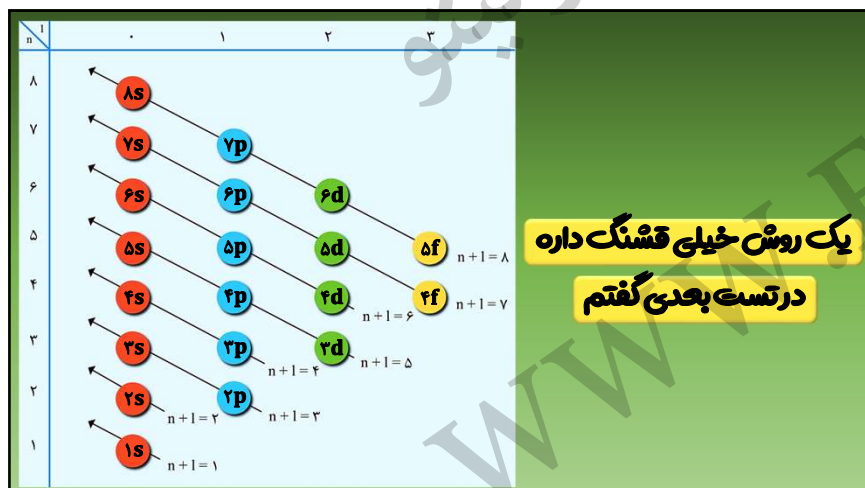 n l
۰ ۱ ۲ ۳
۸
۸s
۷
۷s ۷p
۶
۶s ۶p ۶d
۵
۵s ۵p ۵d ۵f n + l = ۸
۴
۴s ۴p ۴d ۴f n + l = ۷
n + l = ۶
۳
۳s ۳p ۳d n + l = ۵
n + l = ۴
۲
۲s ۲p n + l = ۳
n + l = ۲
۱
۱s n + l = ۱
یک روش خیلی قشنگ داره
در تست بعدی گفتم
WWW.